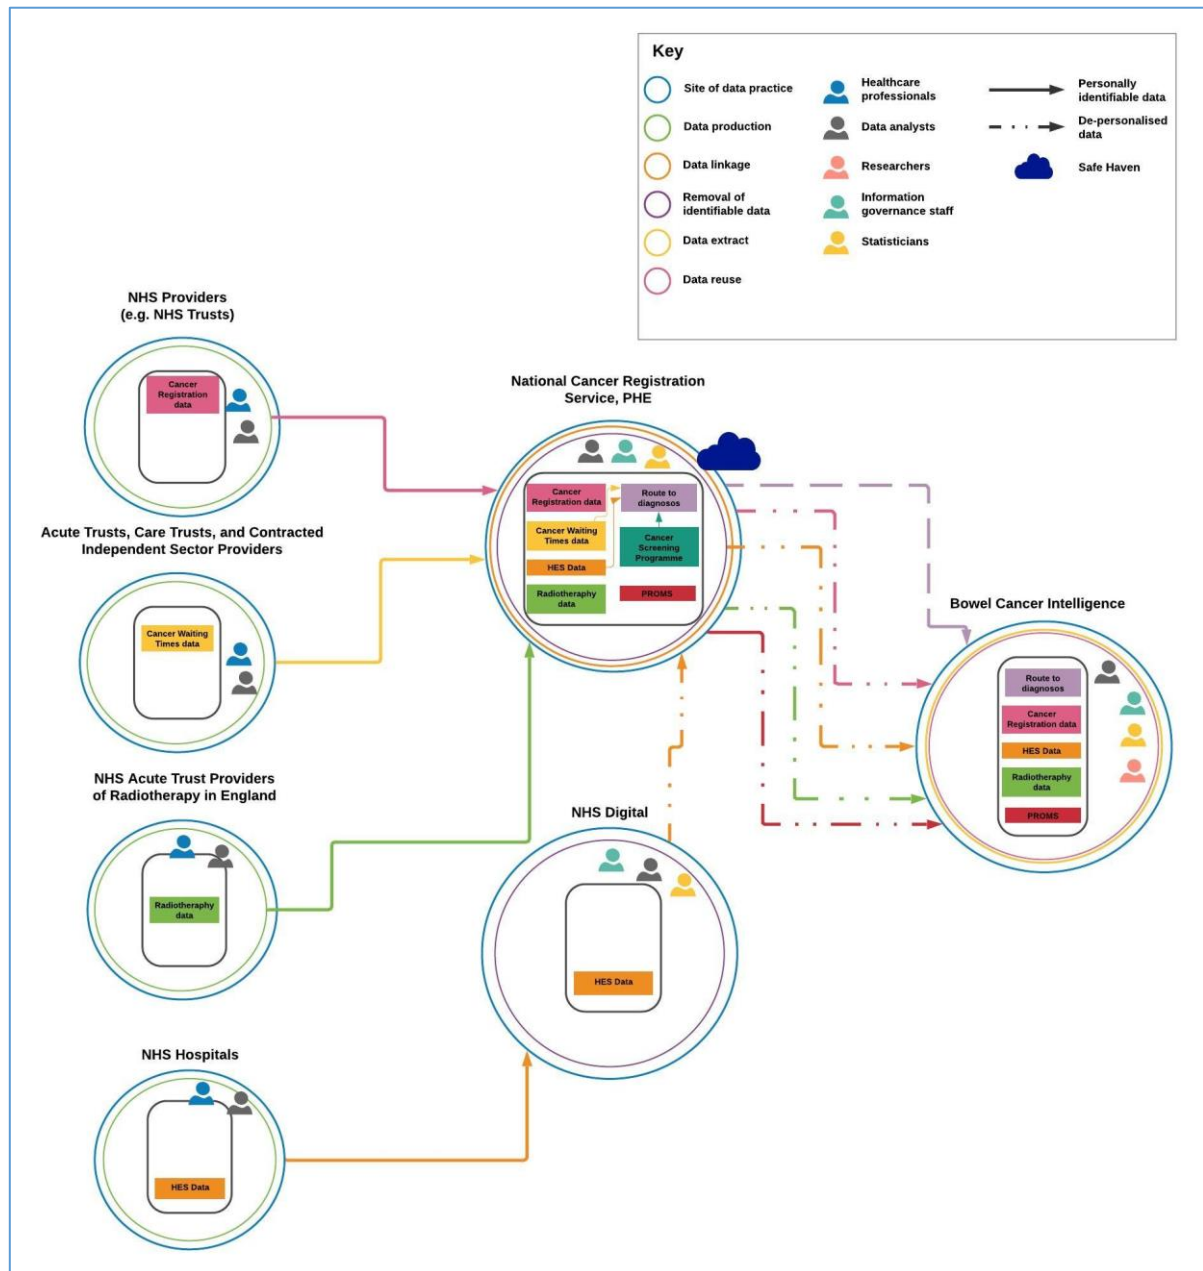 Key
Site of data practice
Data production
Data linkage
Removal of
identifiable data
Data extract
Data reuse
Healthcare
professionals
Data analysts
Researchers
Information
governance staff
Statisticians
Personally
identifiable data
De-personalised
data
Safe Haven
NHS Providers
(e.g. NHS Trusts)
Cancer
Registration
data
Acute Trusts, Care Trusts, and Contracted
Independent Sector Providers
Cancer Waiting
Times data
NHS Acute Trust Providers
of Radiotherapy in England
Radiotheraphy
data
NHS Hospitals
HES Data
National Cancer Registration
Service, PHE
Cancer
Registration data
Cancer Waiting
Times data
HES Data
Radiotheraphy
data
Route to
diagnosos
Cancer
Screening
Programme
PROMS
NHS Digital
HES Data
Bowel Cancer Intelligence
Route to
diagnosos
Cancer
Registration data
HES Data
Radiotheraphy
data
PROMS